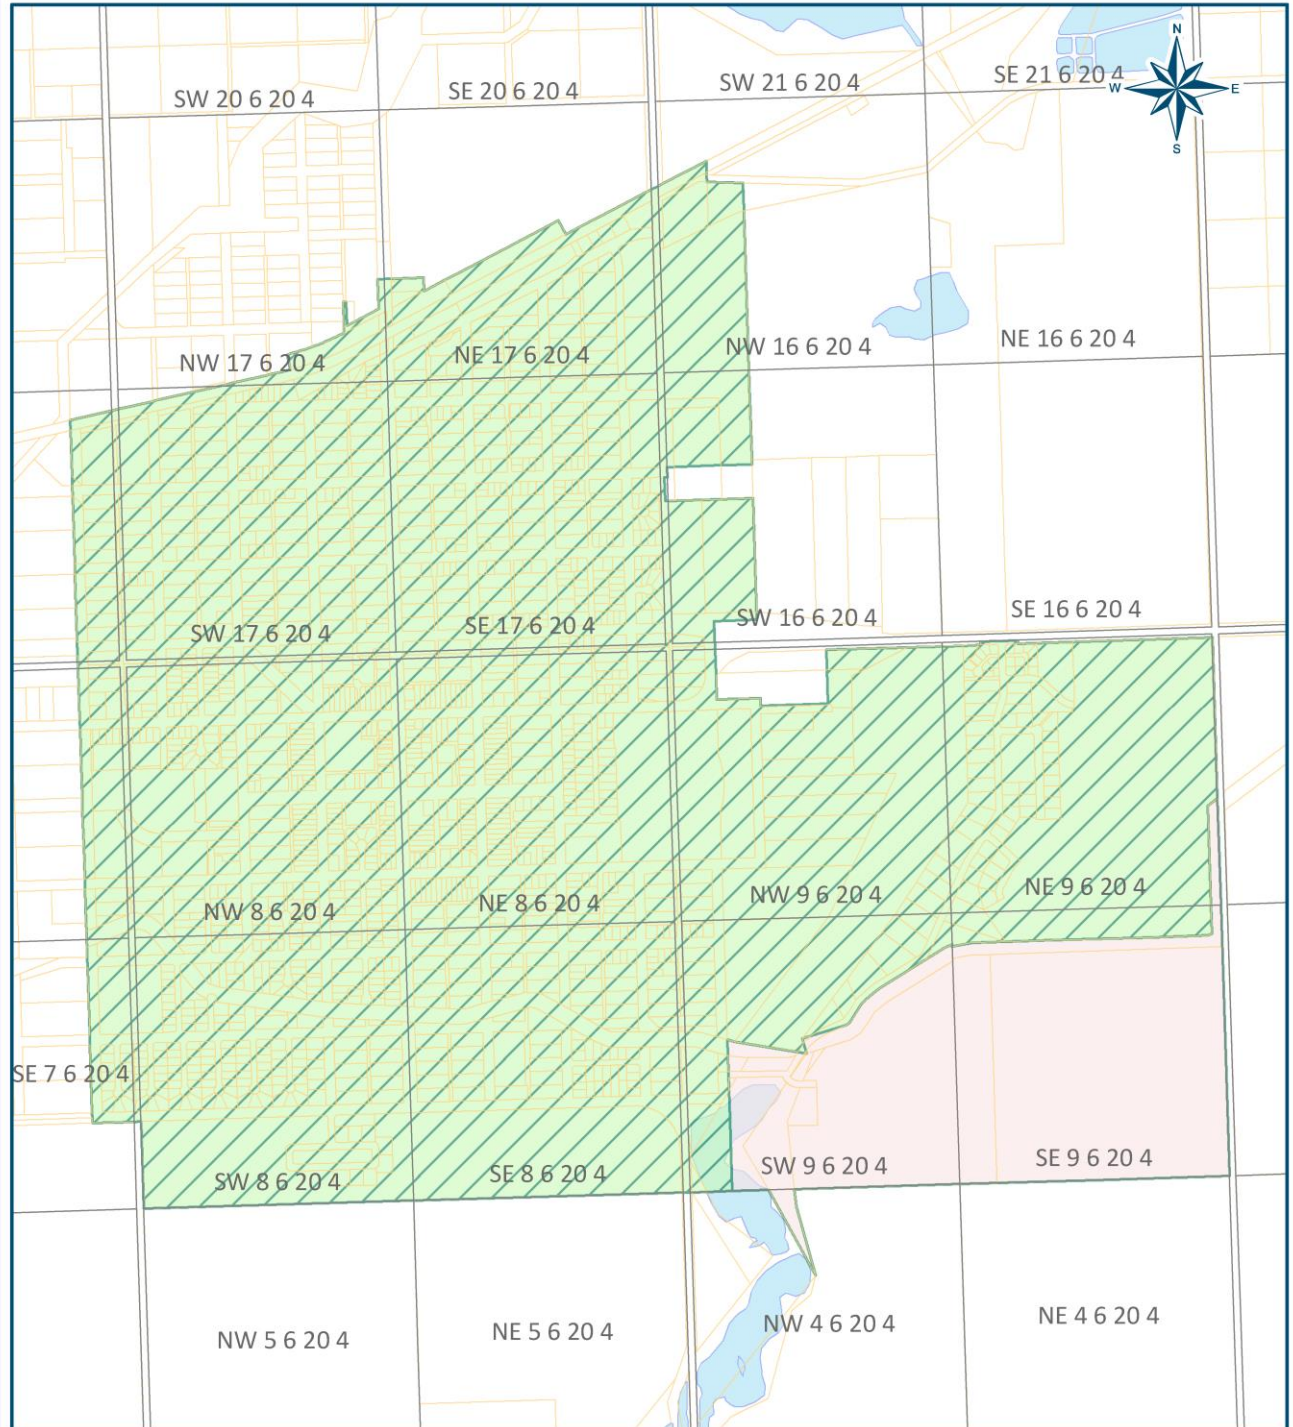 N
W E
S
SW 20 6 20 4
SE 20 6 20 4
SW 21 6 20 4
SE 21 6 20 4
NW 17 6 20 4
NE 17 6 20 4
NW 16 6 20 4
NE 16 6 20 4
SW 17 6 20 4
SE 17 6 20 4
SW 16 6 20 4
SE 16 6 20 4
NW 8 6 20 4
NE 8 6 20 4
NW 9 6 20 4
NE 9 6 20 4
SE 7 6 20 4
SW 8 6 20 4
SE 8 6 20 4
SW 9 6 20 4
SE 9 6 20 4
NW 5 6 20 4
NE 5 6 20 4
NW 4 6 20 4
NE 4 6 20 4